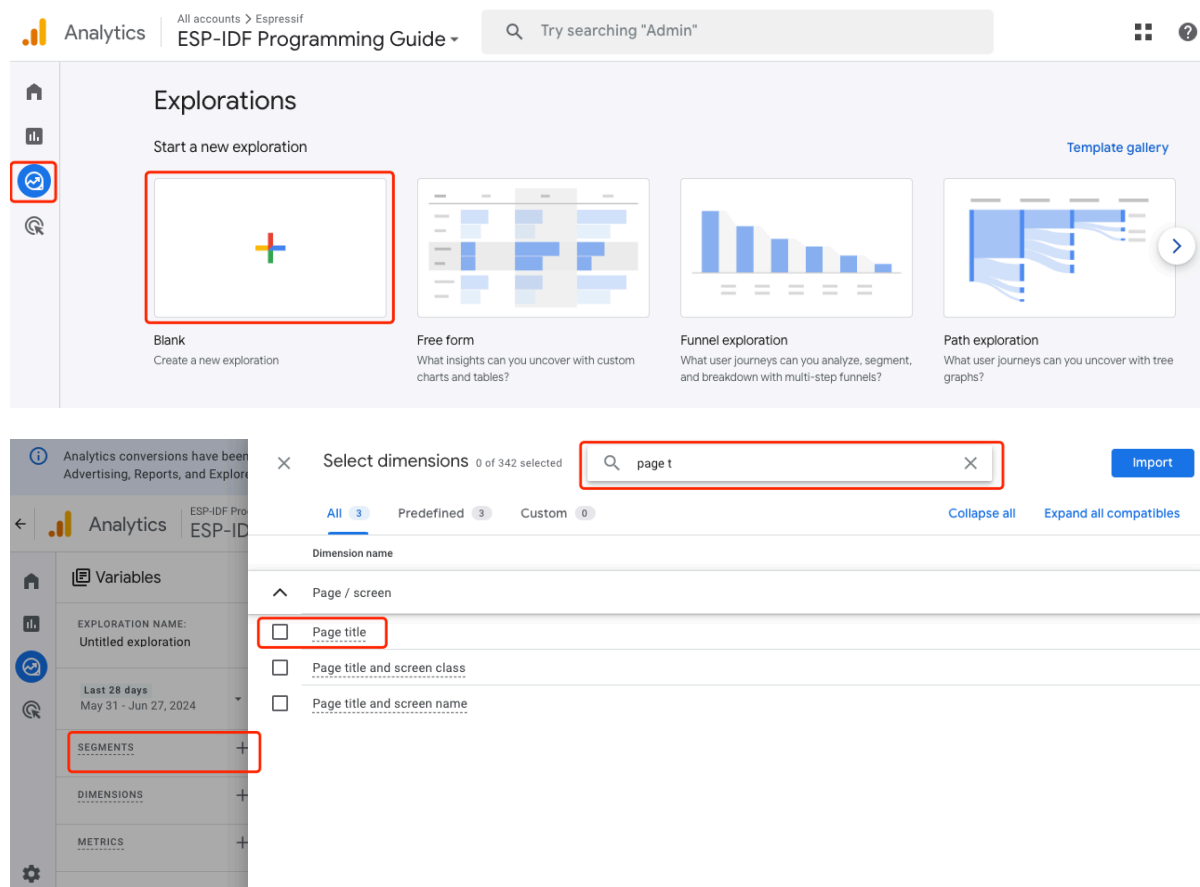 All accounts > Espressif
Analytics
ESP-IDF Programming Guide
Try searching "Admin"
Explorations
Start a new exploration
Template gallery
Blank
Create a new exploration
Free form
What insights can you uncover with custom
charts and tables?
Funnel exploration
What user journeys can you analyze, segment,
and breakdown with multi-step funnels?
Path exploration
What user journeys can you uncover with tree
graphs?
Analytics conversions have been
Advertising, Reports, and Explore
Analytics
ESP-IDF Pro
ESP-ID
Variables
EXPLORATION NAME:
Untitled exploration
Last 28 days
May 31 - Jun 27, 2024
SEGMENTS
DIMENSIONS
METRICS
Select dimensions 0 of 342 selected
page t
Import
All 3 Predefined 3 Custom 0
Collapse all Expand all compatibles
Dimension name
Page / screen
Page title
Page title and screen class
Page title and screen name